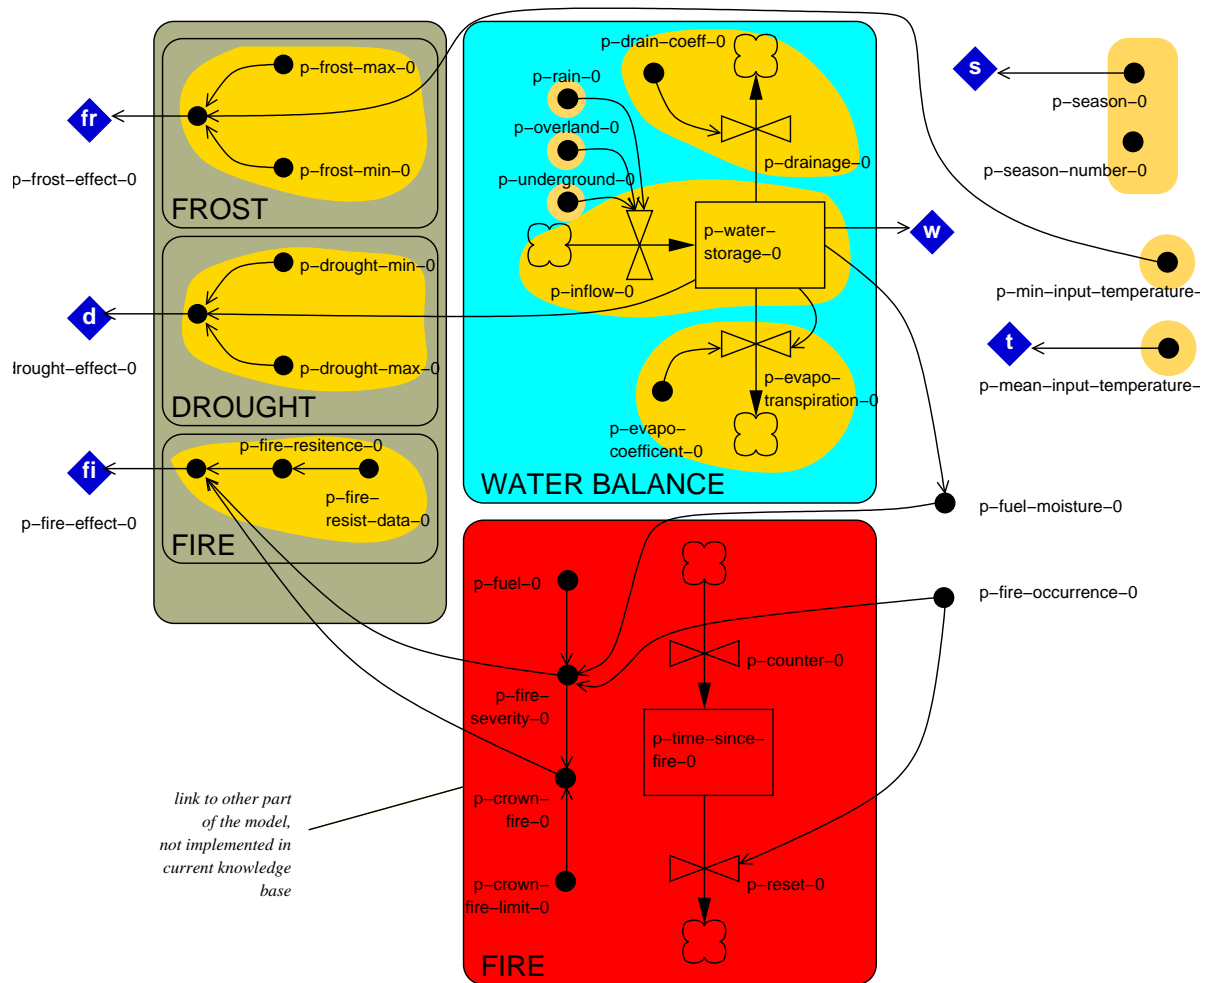 p-frost-max-0
fr
p-frost-effect-0
p-frost-min-0
FROST
p-drought-min-0
d
drought-effect-0
p-drought-max-0
DROUGHT
p-fire-resitence-0
fi
p-fire-
resist-data-0
p-fire-effect-0
FIRE
p-drain-coeff-0
p-rain-0
p-overland-0
p-underground-0
p-drainage-0
p-water-
storage-0
p-inflow-0
w
p-evapo-
transpiration-0
p-evapo-
coefficent-0
WATER BALANCE
s
p-season-0
p-season-number-0
p-min-input-temperature-
t
p-mean-input-temperature-
p-fuel-moisture-0
p-fire-occurrence-0
p-fuel-0
p-counter-0
p-fire-
severity-0
p-time-since-
fire-0
p-crown-
fire-0
p-reset-0
p-crown-
fire-limit-0
FIRE
link to other part
of the model,
not implemented in
current knowledge
base